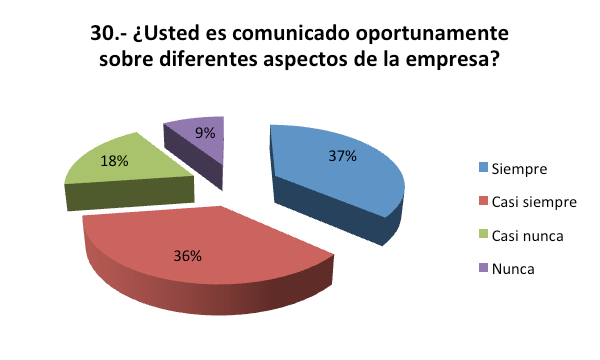 30.- ¿Usted es comunicado oportunamente
sobre diferentes aspectos de la empresa?
9%
18%
37%
36%
Siempre
Casi siempre
Casi nunca
Nunca